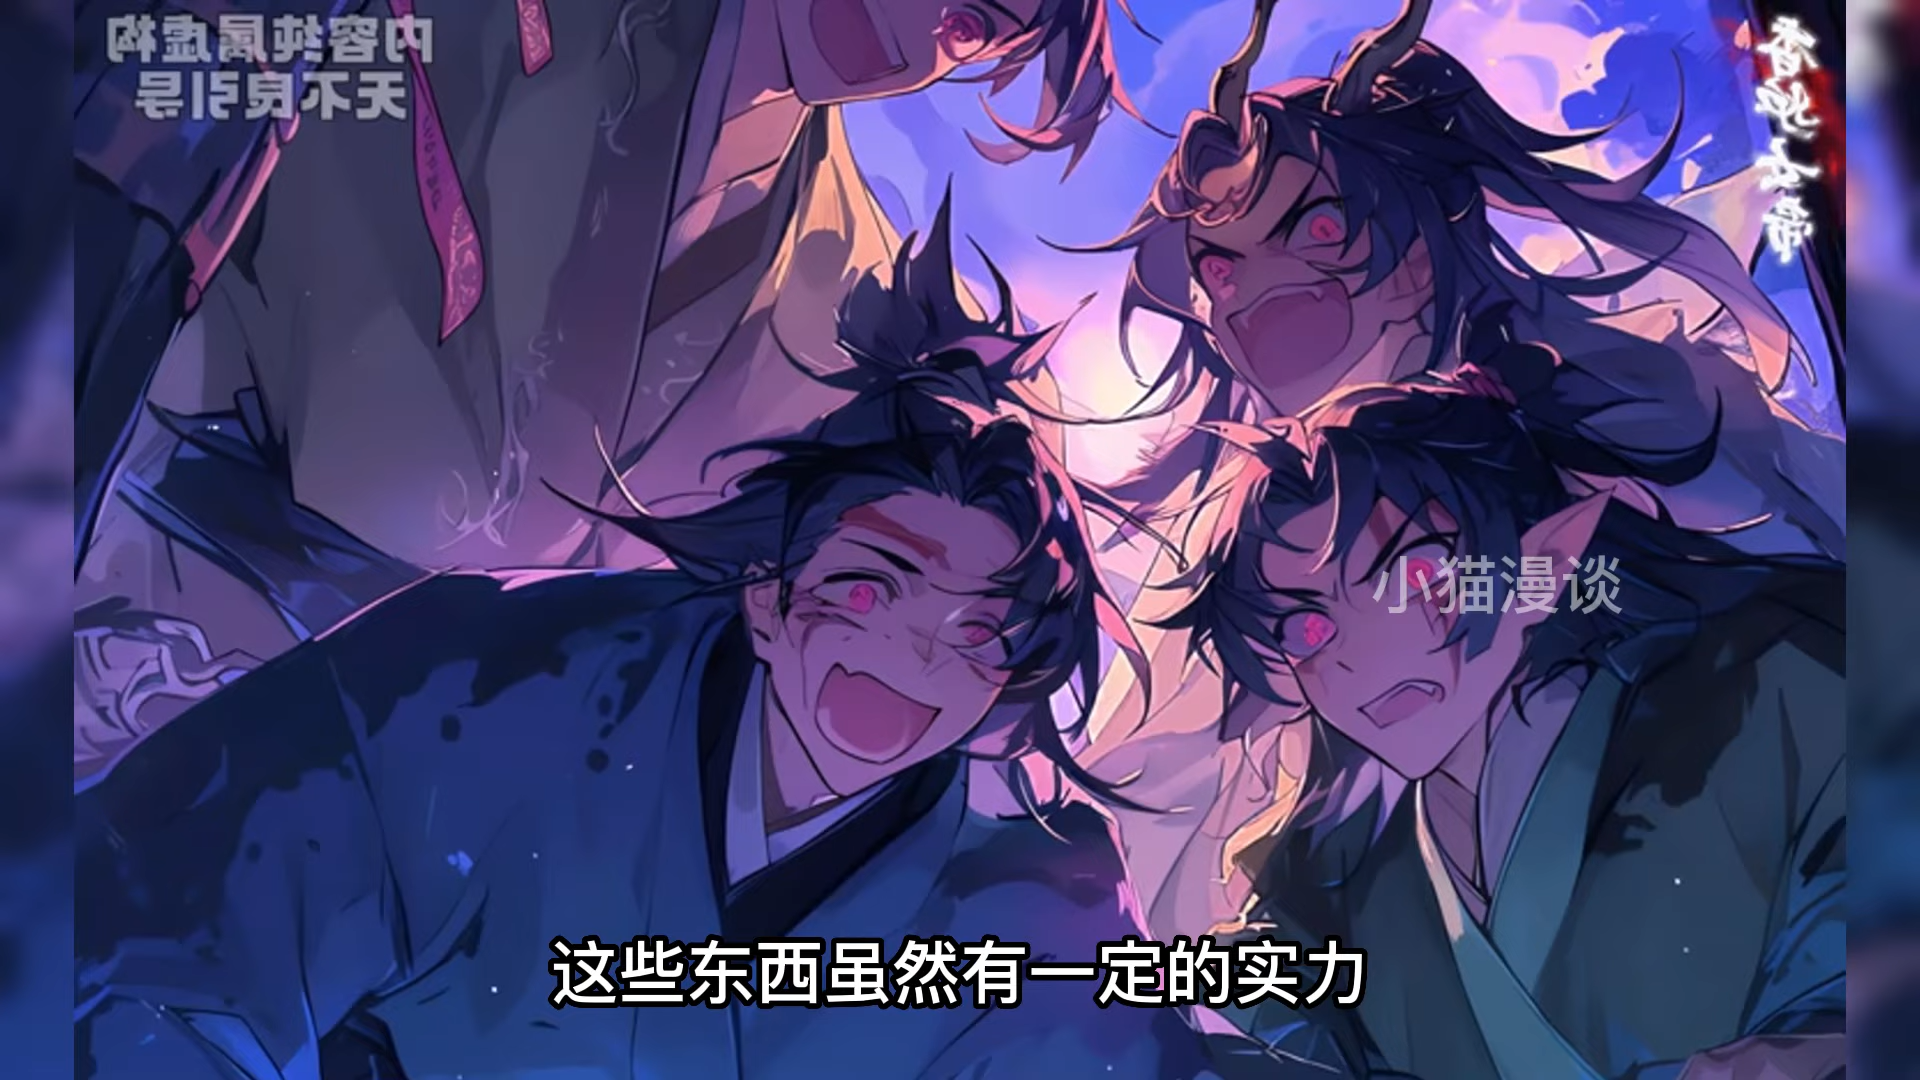 内容纯属虚构
无不良引导
小猫漫谈
这些东西虽然有一定的实力